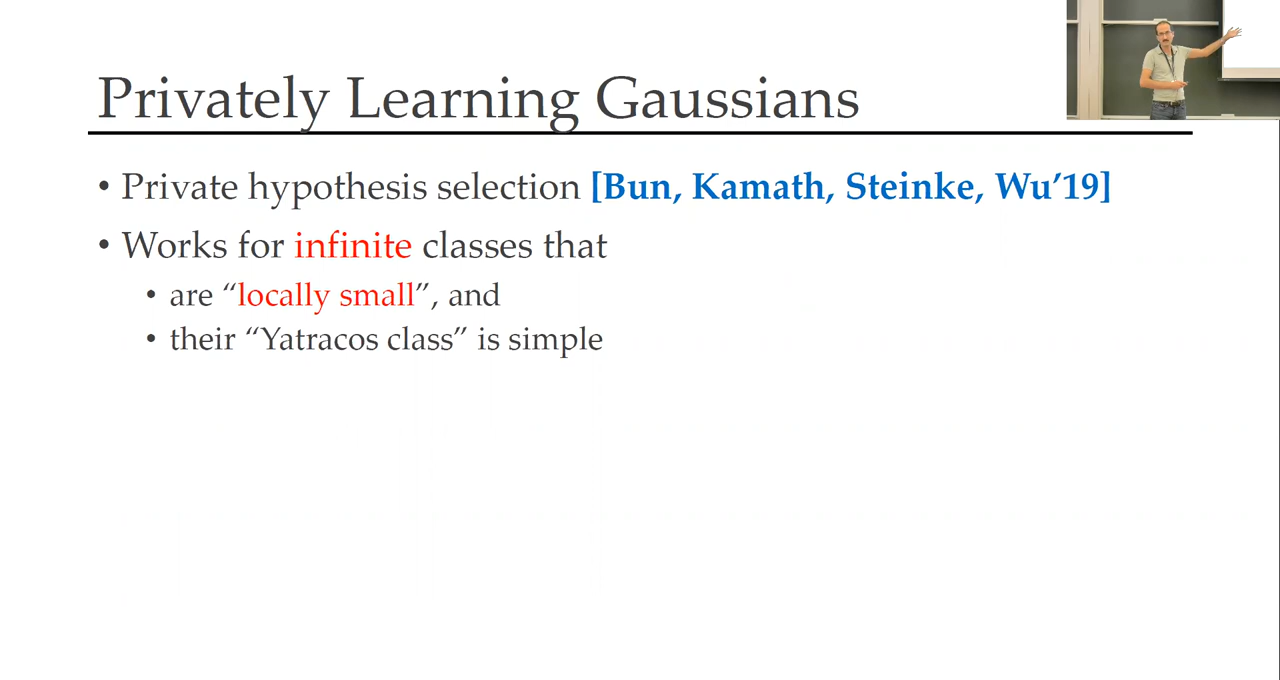 Privately Learning Gaussians
• Private hypothesis selection [Bun, Kamath, Steinke, Wu’19]
• Works for infinite classes that
• are “locally small”, and
• their “Yatracos class” is simple